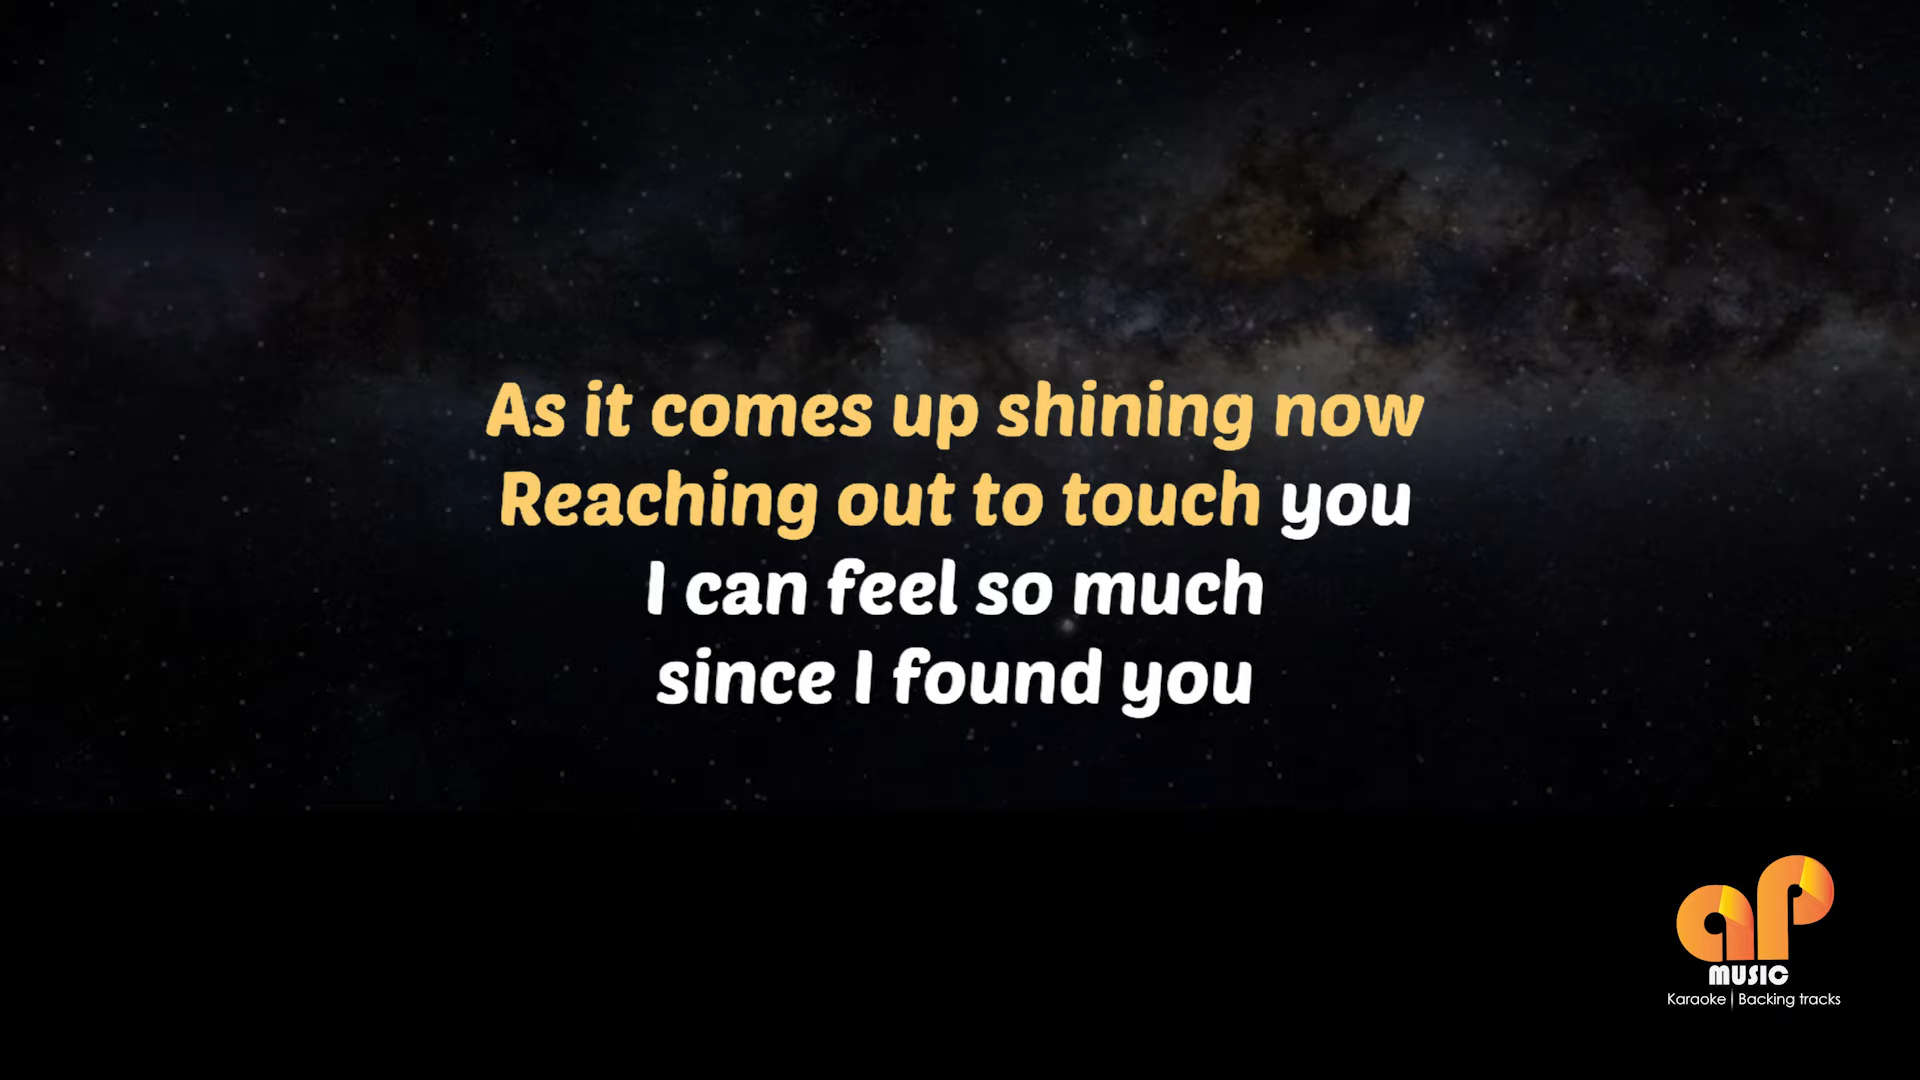 As it comes up shining now
Reaching out to touch you
I can feel so much
since I found you
aP
MUSIC
Karaoke | Backing tracks